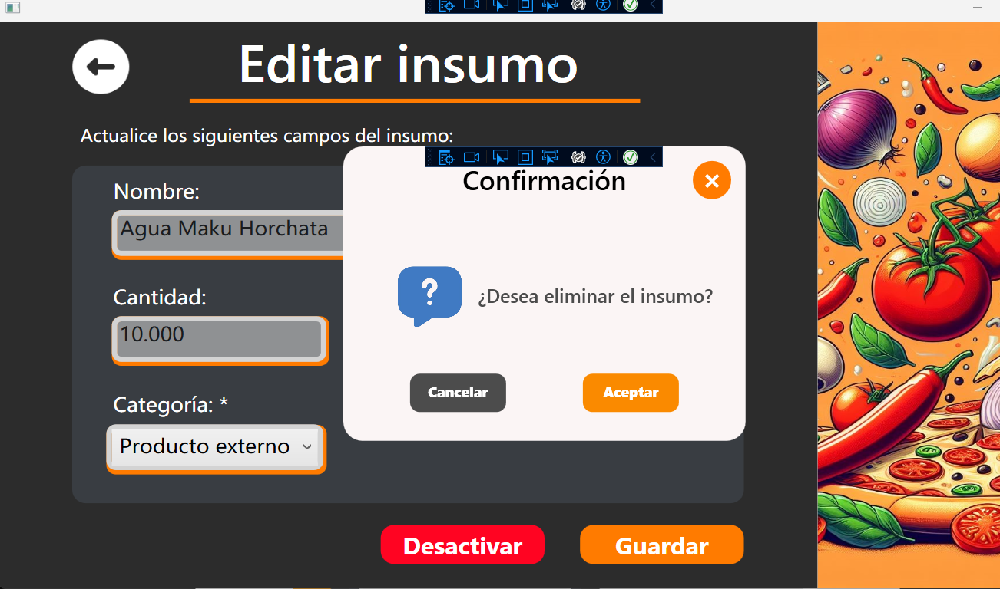 Editar insumo
Actualice los siguientes campos del insumo:
Confirmación
Nombre:
Agua Maku Horchata
Cantidad:
10.000
¿Desea eliminar el insumo?
Cancelar
Aceptar
Categoría: *
Producto externo
Desactivar
Guardar